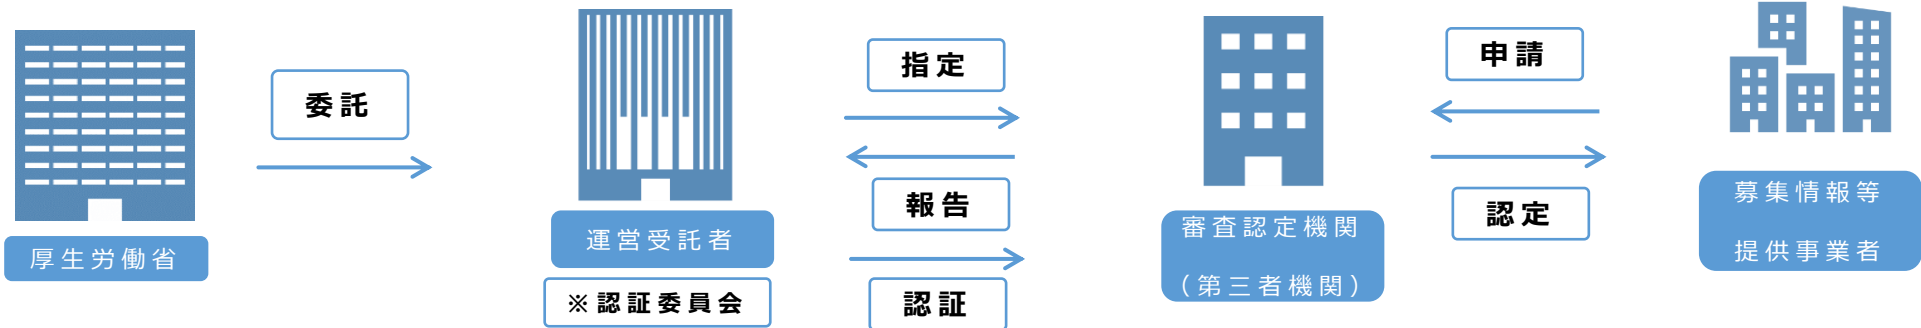 委託
厚生労働省
運営受託者
※認証委員会
指定
報告
認証
審査認定機関
（第三者機関）
申請
認定
募集情報等
提供事業者